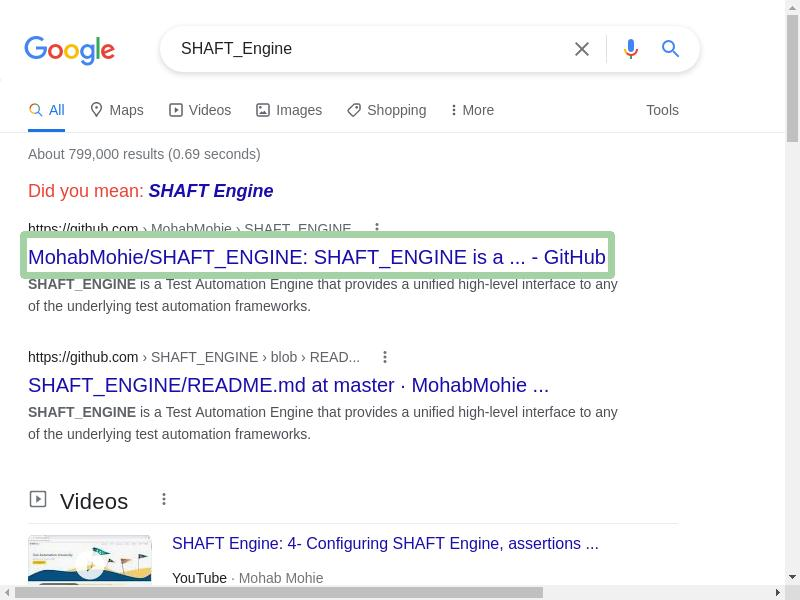 Google
SHAFT_Engine
All Maps Videos Images Shopping More Tools
About 799,000 results (0.69 seconds)
Did you mean: SHAFT Engine
https://github.com › MohabMohie › SHAFT_ENGINE
MohabMohie/SHAFT_ENGINE: SHAFT_ENGINE is a ... - GitHub
SHAFT_ENGINE is a Test Automation Engine that provides a unified high-level interface to any
of the underlying test automation frameworks.
https://github.com › SHAFT_ENGINE › blob › READ...
SHAFT_ENGINE/README.md at master · MohabMohie ...
SHAFT_ENGINE is a Test Automation Engine that provides a unified high-level interface to any
of the underlying test automation frameworks.
Videos
SHAFT Engine: 4- Configuring SHAFT Engine, assertions ...
YouTube · Mohab Mohie